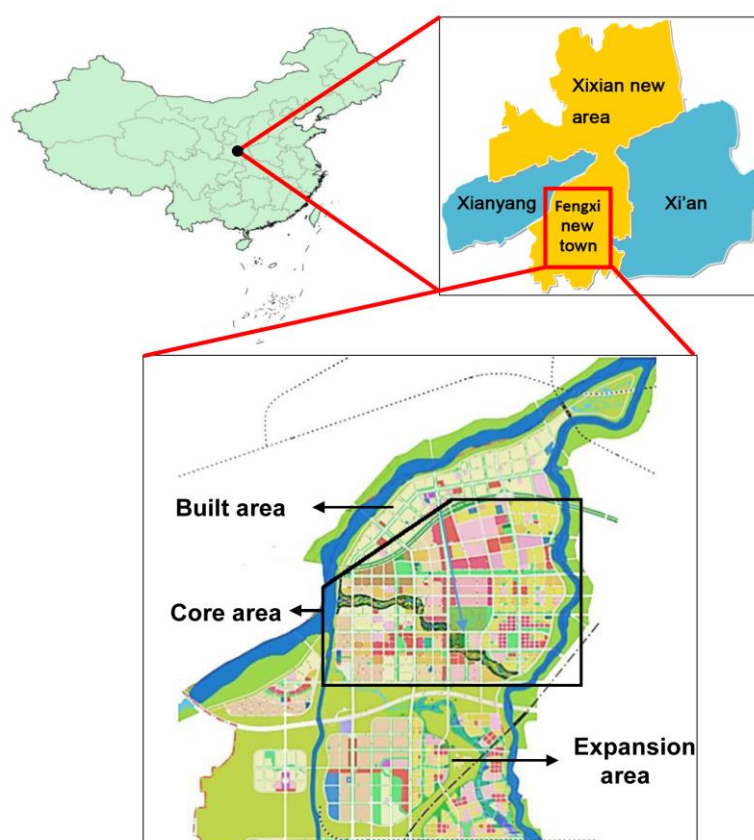 Xixian new
area
Xianyang
Fengxi
new
town
Xi'an
Built area
Core area
Expansion
area